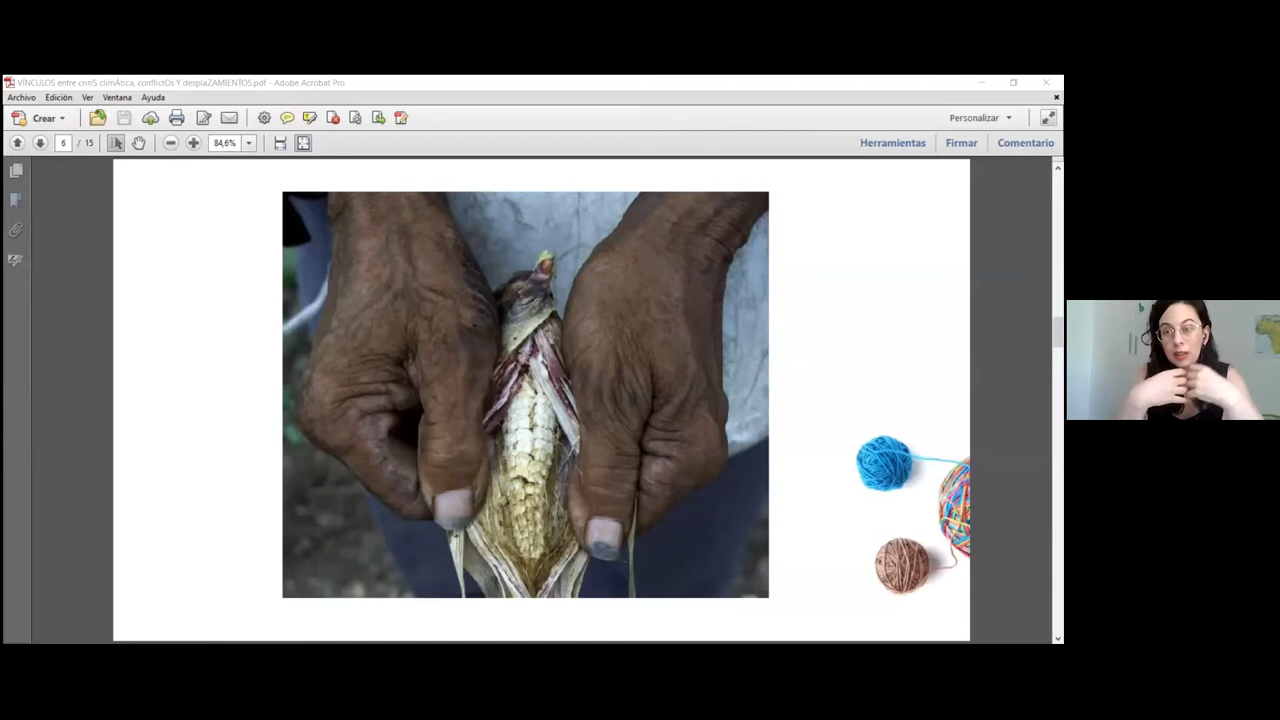 VÍNCULOS entre crisiS climÁtica, conflictOs Y desplaZAMIENTOS.pdf - Adobe Acrobat Pro
Archivo Edición Ver Ventana Ayuda
Crear Personalizar
6 / 15 84,6% Herramientas Firmar Comentario